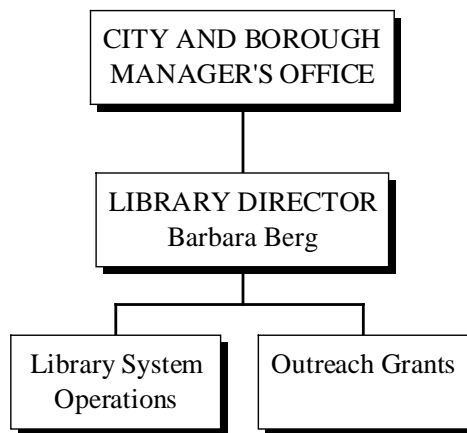 CITY AND BOROUGH
MANAGER'S OFFICE
LIBRARY DIRECTOR
Barbara Berg
Library System
Operations
Outreach Grants